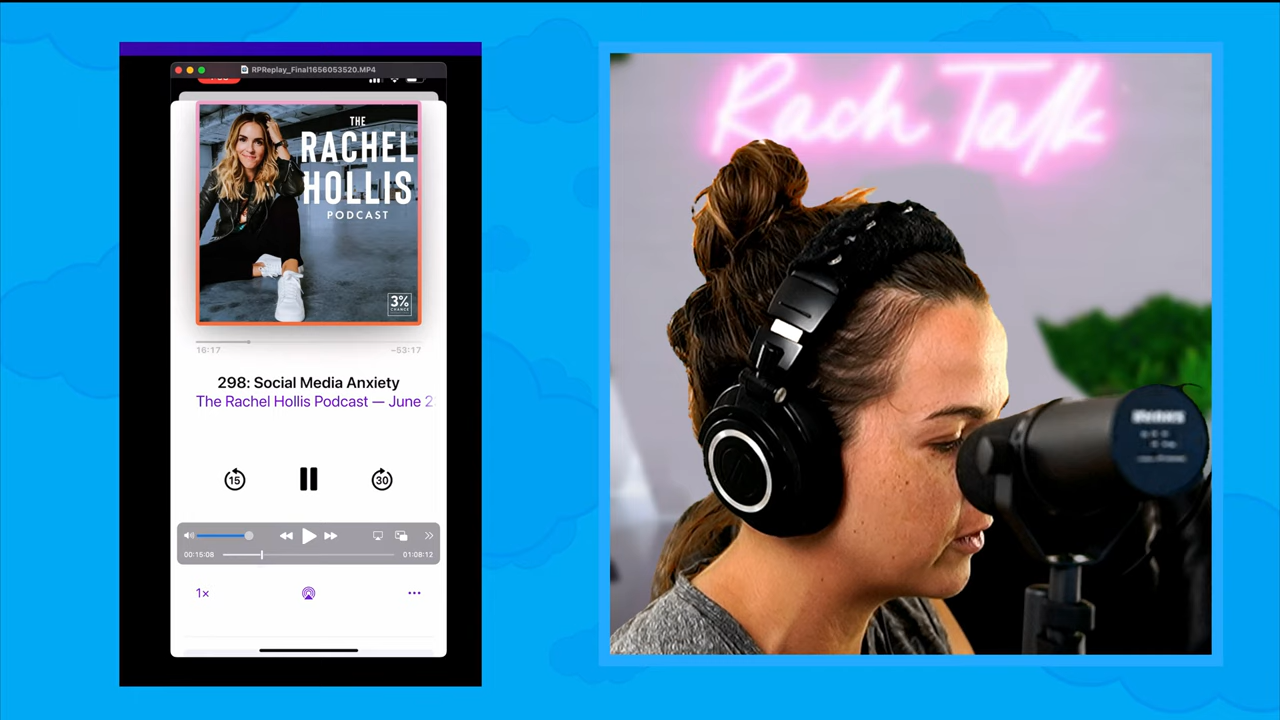 RPReplay_Final1656053520.MP4
THE
RACHEL
HOLLIS
PODCAST
3%
CHANGE
16:17
-53:17
298: Social Media Anxiety
The Rachel Hollis Podcast — June 2
15
30
00:15:08
01:08:12
1×
Rach Talk